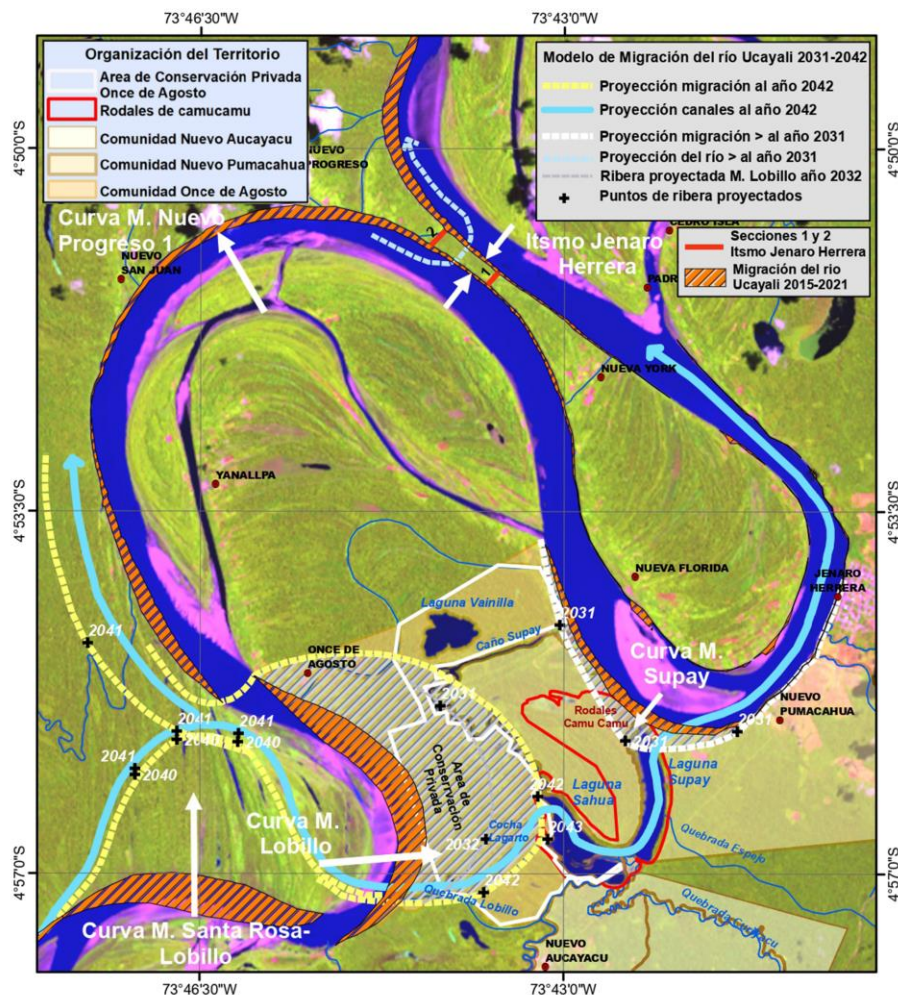 73°46'30"W
73°43'0"W
Organización del Territorio
Area de Conservación Privada
Once de Agosto
Rodales de camucamu
Comunidad Nuevo Aucayacu
Comunidad Nuevo Pumacahua
Comunidad Once de Agosto
Modelo de Migración del río Ucayali 2031-2042
Proyección migración al año 2042
Proyección canales al año 2042
Proyección migración > al año 2031
Proyección del río > al año 2031
Ribera proyectada M. Lobillo año 2032
Puntos de ribera proyectados
Secciones 1 y 2
Itsmo Jenaro Herrera
Migración del rio
Ucayali 2015-2021
4°50'0"S
4°50'0"S
NUEVO
PROGRESO
Curva M. Nuevo
Progreso 1
NUEVO
SAN JUAN
2
1
Itsmo Jenaro
Herrera
CEDRO ISLA
PADR
NUEVA YORK
YANALLPA
4°53'30"S
4°53'30"S
NUEVA FLORIDA
JENARO
HERRERA
Laguna Vainilla
Caño Supay
2031
2041
ONCE DE
AGOSTO
Curva M.
Supay
Rodales
Camu Camu
NUEVO
PUMACAHUA
2031
2031
2031
2041
2040
2041
2040
2041
2040
Area de
Conserrvación
Privada
Laguna
Supay
Laguna
Sahua
2042
Curva M.
Lobillo
Cocha
Lagarto
2032
2043
Quebrada Espejo
4°57'0"S
4°57'0"S
2042
Quebrada Lobillo
Quebrada Cucayacu
Curva M. Santa Rosa-
Lobillo
NUEVO
AUCAYACU
73°46'30"W
73°43'0"W